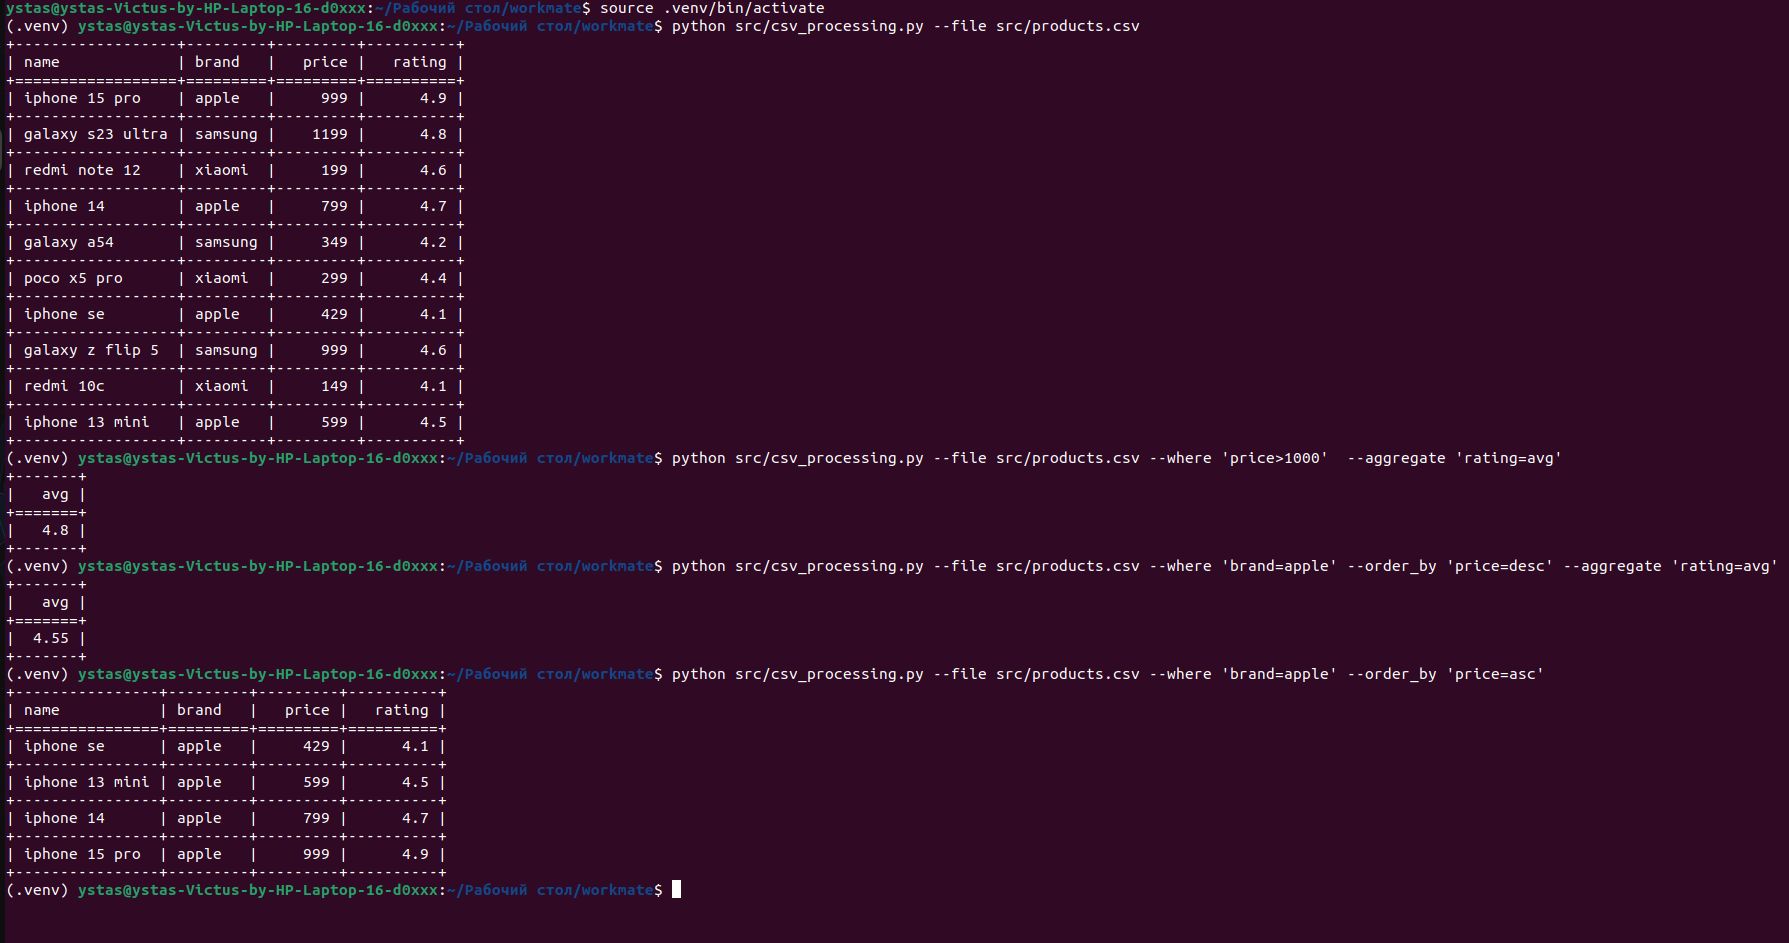 ystas@ystas-Victus-by-HP-Laptop-16-d0xxx:~/Рабочий стол/workmate$ source .venv/bin/activate
(.venv) ystas@ystas-Victus-by-HP-Laptop-16-d0xxx:~/Рабочий стол/workmate$ python src/csv_processing.py --file src/products.csv
+------------------+---------+---------+----------+
| name             | brand   |   price |   rating |
+==================+=========+=========+==========+
| iphone 15 pro    | apple   |     999 |      4.9 |
+------------------+---------+---------+----------+
| galaxy s23 ultra | samsung |    1199 |      4.8 |
+------------------+---------+---------+----------+
| redmi note 12    | xiaomi  |     199 |      4.6 |
+------------------+---------+---------+----------+
| iphone 14        | apple   |     799 |      4.7 |
+------------------+---------+---------+----------+
| galaxy a54       | samsung |     349 |      4.2 |
+------------------+---------+---------+----------+
| poco x5 pro      | xiaomi  |     299 |      4.4 |
+------------------+---------+---------+----------+
| iphone se        | apple   |     429 |      4.1 |
+------------------+---------+---------+----------+
| galaxy z flip 5  | samsung |     999 |      4.6 |
+------------------+---------+---------+----------+
| redmi 10c        | xiaomi  |     149 |      4.1 |
+------------------+---------+---------+----------+
| iphone 13 mini   | apple   |     599 |      4.5 |
+------------------+---------+---------+----------+
(.venv) ystas@ystas-Victus-by-HP-Laptop-16-d0xxx:~/Рабочий стол/workmate$ python src/csv_processing.py --file src/products.csv --where 'price>1000'  --aggregate 'rating=avg'
+-------+
|   avg |
+=======+
|   4.8 |
+-------+
(.venv) ystas@ystas-Victus-by-HP-Laptop-16-d0xxx:~/Рабочий стол/workmate$ python src/csv_processing.py --file src/products.csv --where 'brand=apple' --order_by 'price=desc' --aggregate 'rating=avg'
+-------+
|   avg |
+=======+
|  4.55 |
+-------+
(.venv) ystas@ystas-Victus-by-HP-Laptop-16-d0xxx:~/Рабочий стол/workmate$ python src/csv_processing.py --file src/products.csv --where 'brand=apple' --order_by 'price=asc'
+----------------+---------+---------+----------+
| name           | brand   |   price |   rating |
+================+=========+=========+==========+
| iphone se      | apple   |     429 |      4.1 |
+----------------+---------+---------+----------+
| iphone 13 mini | apple   |     599 |      4.5 |
+----------------+---------+---------+----------+
| iphone 14      | apple   |     799 |      4.7 |
+----------------+---------+---------+----------+
| iphone 15 pro  | apple   |     999 |      4.9 |
+----------------+---------+---------+----------+
(.venv) ystas@ystas-Victus-by-HP-Laptop-16-d0xxx:~/Рабочий стол/workmate$